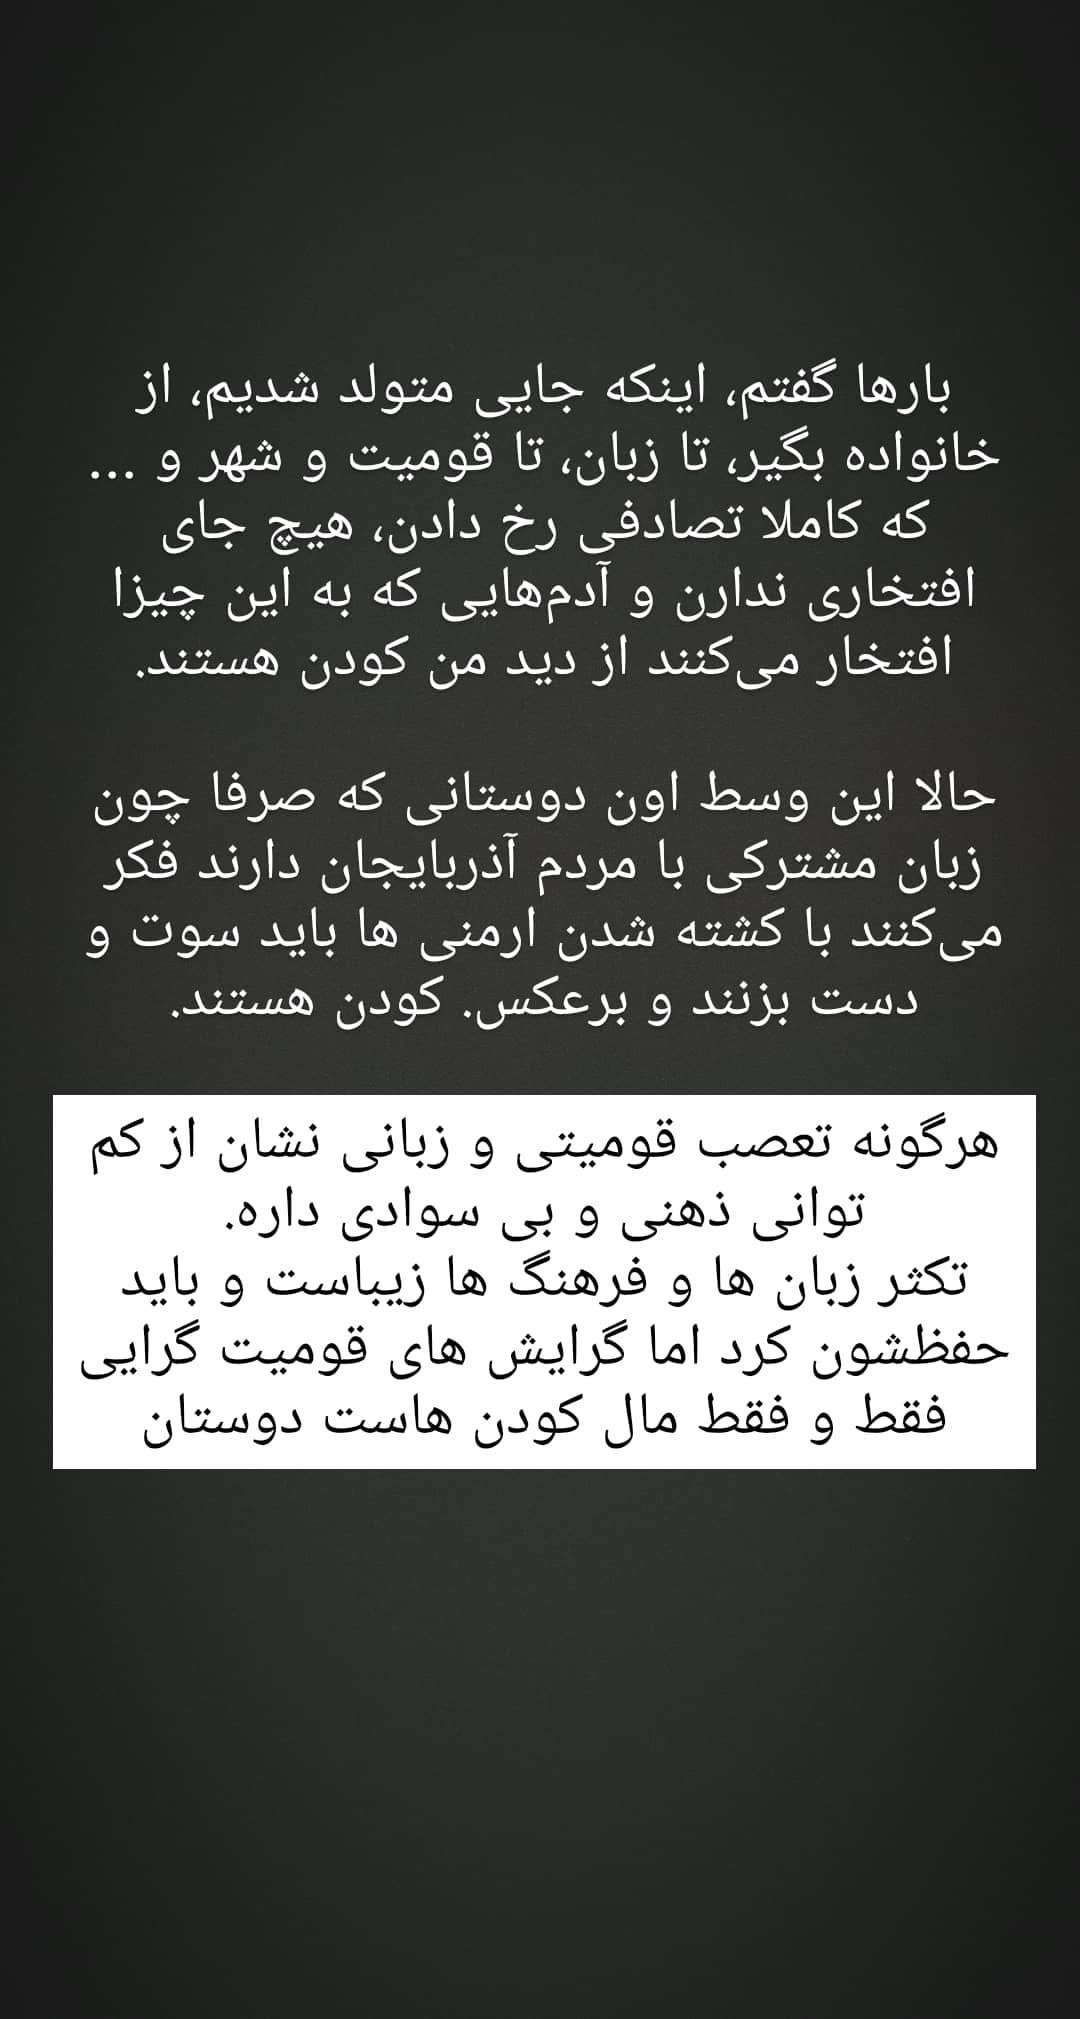 بارها گفتم، اینکه جایی متولد شدیم، از
خانواده بگیر، تا زبان، تا قومیت و شهر و ...
که کاملا تصادفی رخ دادن، هیچ جای
افتخاری ندارن و آدم‌هایی که به این چیزا
افتخار می‌کنند از دید من کودن هستند.
حالا این وسط اون دوستانی که صرفا چون
زبان مشترکی با مردم آذربایجان دارند فکر
می‌کنند با کشته شدن ارمنی ها باید سوت و
دست بزنند و برعکس. کودن هستند.
هرگونه تعصب قومیتی و زبانی نشان از کم
توانی ذهنی و بی سوادی داره.
تکثر زبان ها و فرهنگ ها زیباست و باید
حفظشون کرد اما گرایش های قومیت گرایی
فقط و فقط مال کودن هاست دوستان